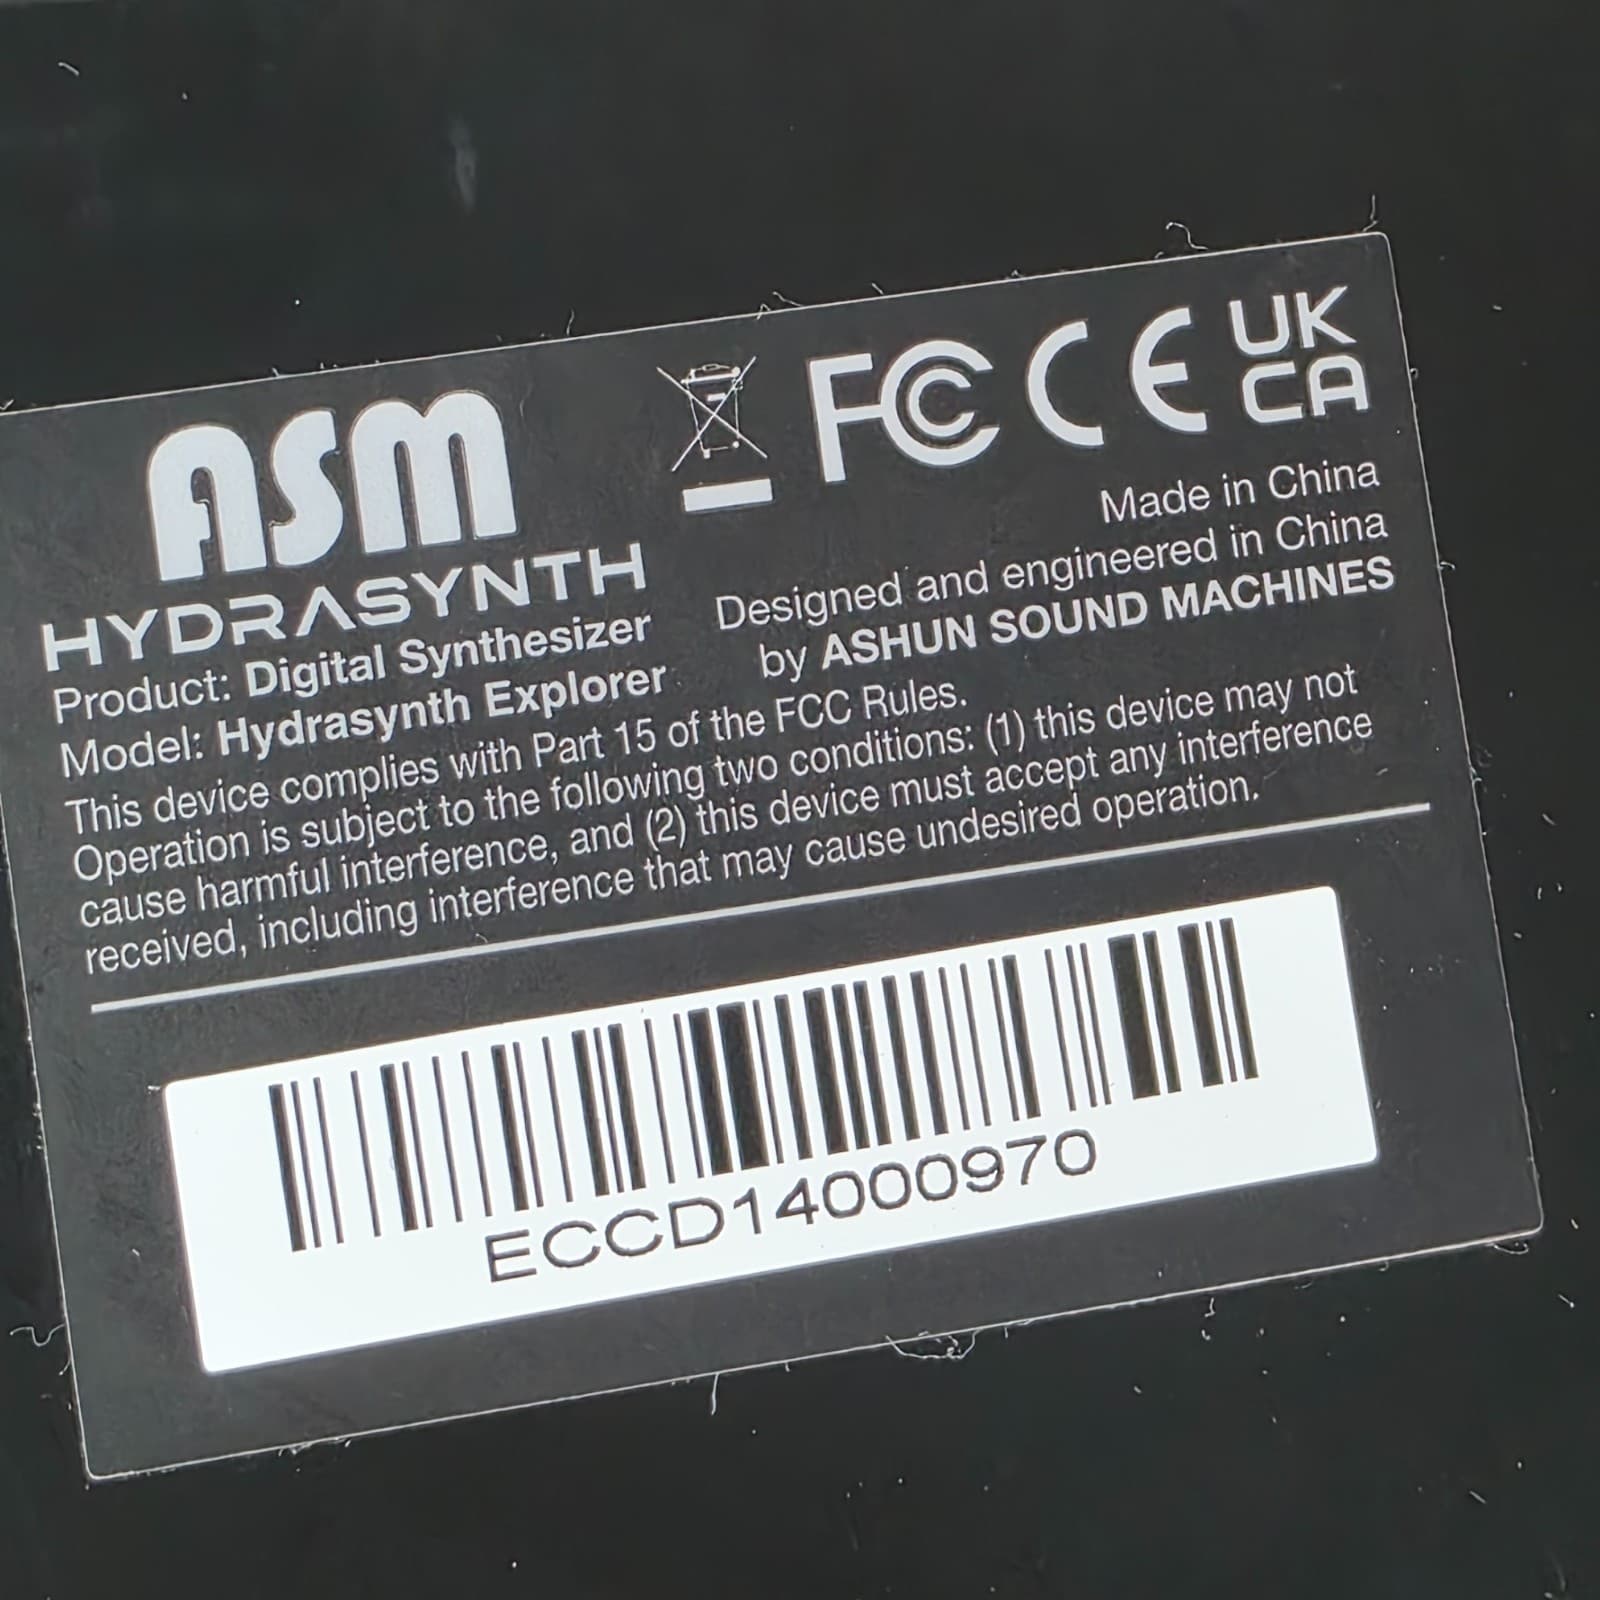 ASM
HYDRASYNTH
Product: Digital Synthesizer
Model: Hydrasynth Explorer
FC CE UK
CA
Made in China
Designed and engineered in China
by ASHUN SOUND MACHINES
This device complies with Part 15 of the FCC Rules.
Operation is subject to the following two conditions: (1) this device may not
cause harmful interference, and (2) this device must accept any interference
received, including interference that may cause undesired operation.
ECCD14000970